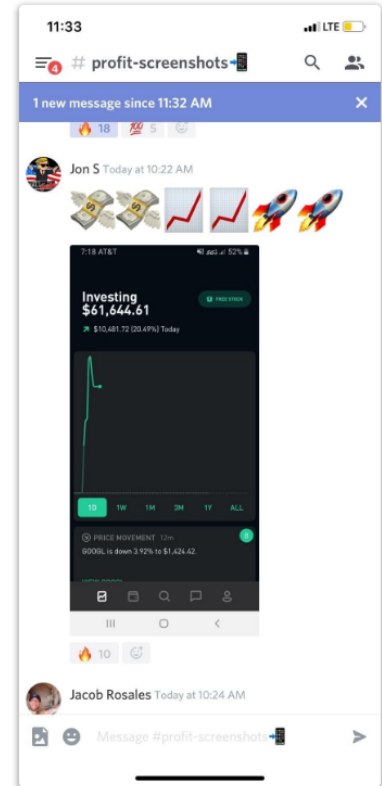 11:33 LTE
4 # profit-screenshots📲
1 new message since 11:32 AM ×
🔥 18 💯 5
Jon S Today at 10:22 AM
💸💸📈📈🚀🚀
7:18 AT&T 52%
Investing
$61,644.61
FREE STOCK
$10,481.72 (20.49%) Today
1D 1W 1M 3M 1Y ALL
PRICE MOVEMENT 12m 8
GOOGL is down 3.92% to $1,424.42.
🔥 10
Jacob Rosales Today at 10:24 AM
Message #profit-screenshots📲